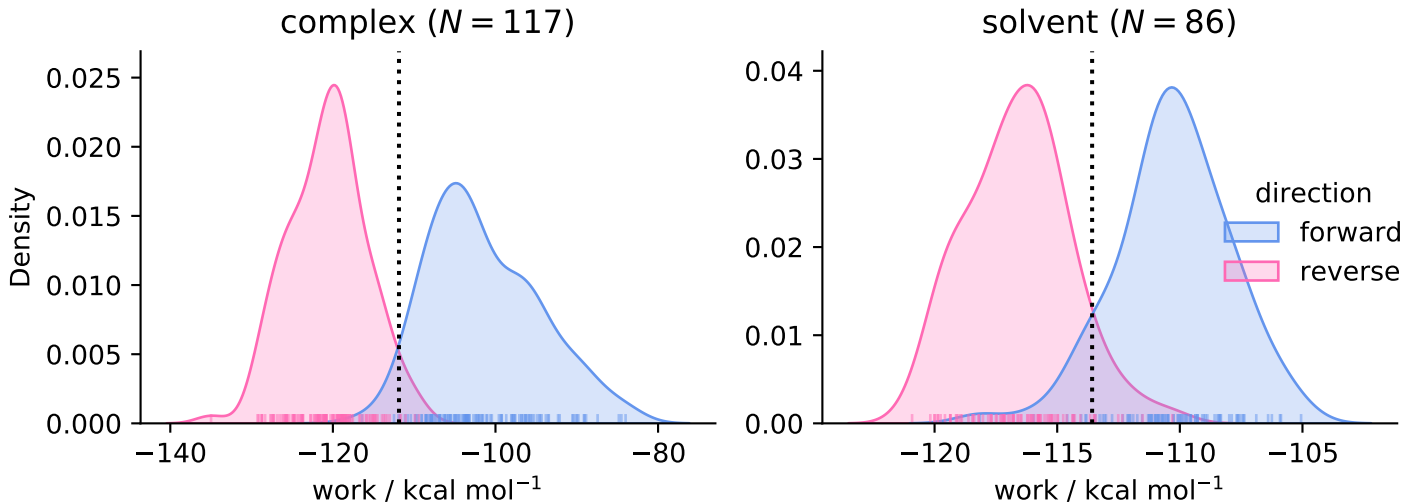 complex (N = 117)
Density
0.025
0.020
0.015
0.010
0.005
0.000
−140
−120
−100
−80
work / kcal mol⁻¹
solvent (N = 86)
0.04
0.03
0.02
0.01
0.00
−120
−115
−110
−105
work / kcal mol⁻¹
direction
forward
reverse